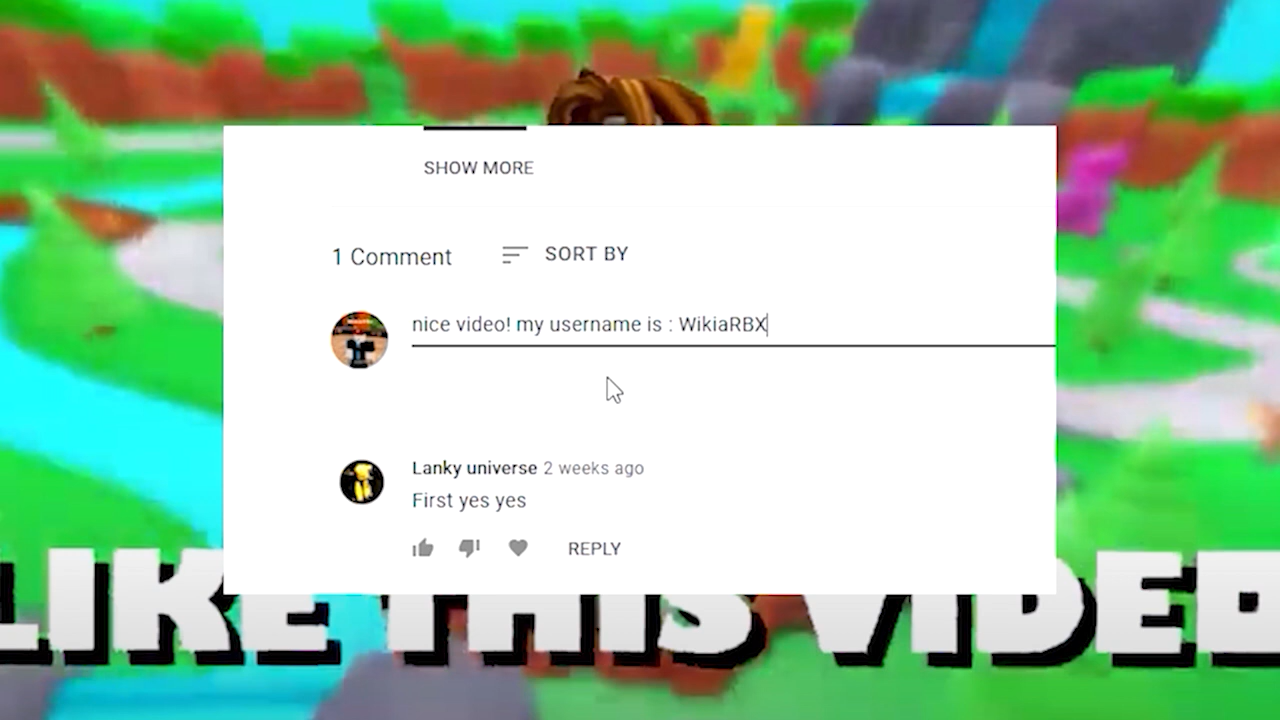 SHOW MORE
1 Comment SORT BY
nice video! my username is : WikiaRBX
Lanky universe 2 weeks ago
First yes yes
REPLY
LIKE THIS VIDEO